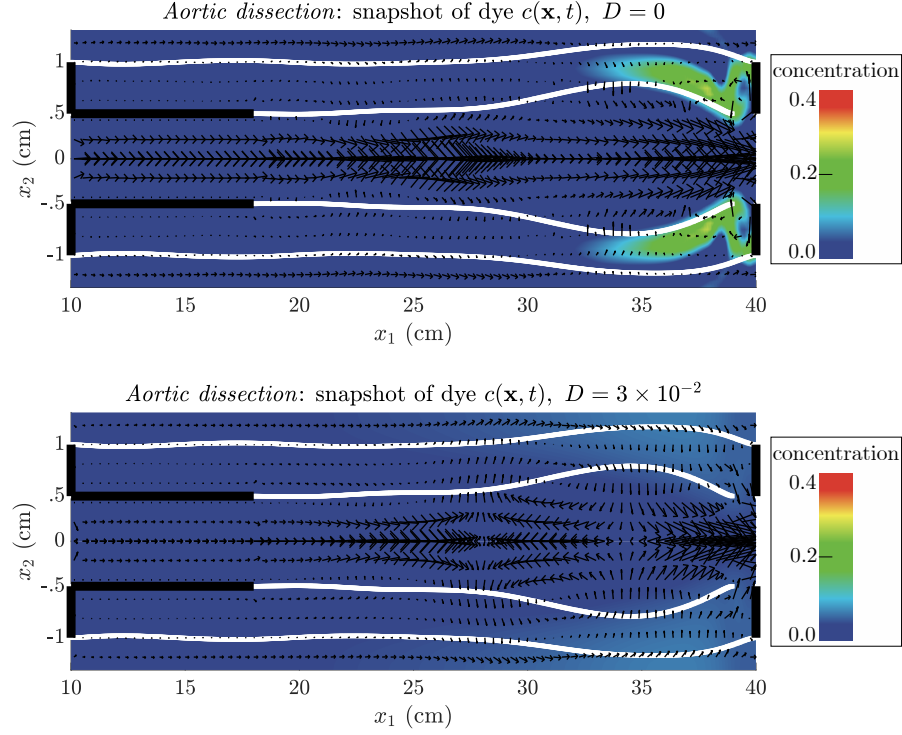 Aortic dissection: snapshot of dye c(x, t), D = 0
x₂ (cm)
1
.5
0
-.5
-1
10 15 20 25 30 35 40
x₁ (cm)
concentration
0.4
0.2
0.0
Aortic dissection: snapshot of dye c(x, t), D = 3 × 10⁻²
x₂ (cm)
1
.5
0
-.5
-1
10 15 20 25 30 35 40
x₁ (cm)
concentration
0.4
0.2
0.0